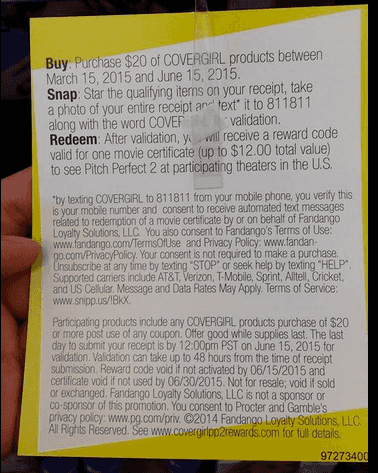 Buy: Purchase $20 of COVERGIRL products between
March 15, 2015 and June 15, 2015.
Snap: Star the qualifying items on your receipt, take
a photo of your entire receipt and text* it to 811811
along with the word COVERGIRL for validation.
Redeem: After validation, you will receive a reward code
valid for one movie certificate (up to $12.00 total value)
to see Pitch Perfect 2 at participating theaters in the U.S.
*by texting COVERGIRL to 811811 from your mobile phone, you verify this
is your mobile number and consent to receive automated text messages
related to redemption of a movie certificate by or on behalf of Fandango
Loyalty Solutions, LLC. You also consent to Fandango's Terms of Use:
www.fandango.com/TermsOfUse and Privacy Policy: www.fandan-
go.com/PrivacyPolicy. Your consent is not required to make a purchase.
Unsubscribe at any time by texting "STOP" or seek help by texting "HELP".
Supported carriers include AT&T, Verizon, T-Mobile, Sprint, Alltell, Cricket,
and US Cellular. Message and Data Rates May Apply. Terms of Service:
www.snipp.us/!BkX.
Participating products include any COVERGIRL products purchase of $20
or more post use of any coupon. Offer good while supplies last. The last
day to submit your receipt is by 12:00pm PST on June 15, 2015 for
validation. Validation can take up to 48 hours from the time of receipt
submission. Reward code void if not activated by 06/15/2015 and
certificate void if not used by 06/30/2015. Not for resale; void if sold
or exchanged. Fandango Loyalty Solutions, LLC is not a sponsor or
co-sponsor of this promotion. You consent to Procter and Gamble's
privacy policy: www.pg.com/priv. ©2014 Fandango Loyalty Solutions, LLC.
All Rights Reserved. See www.covergirlpp2rewards.com for full details.
97273400